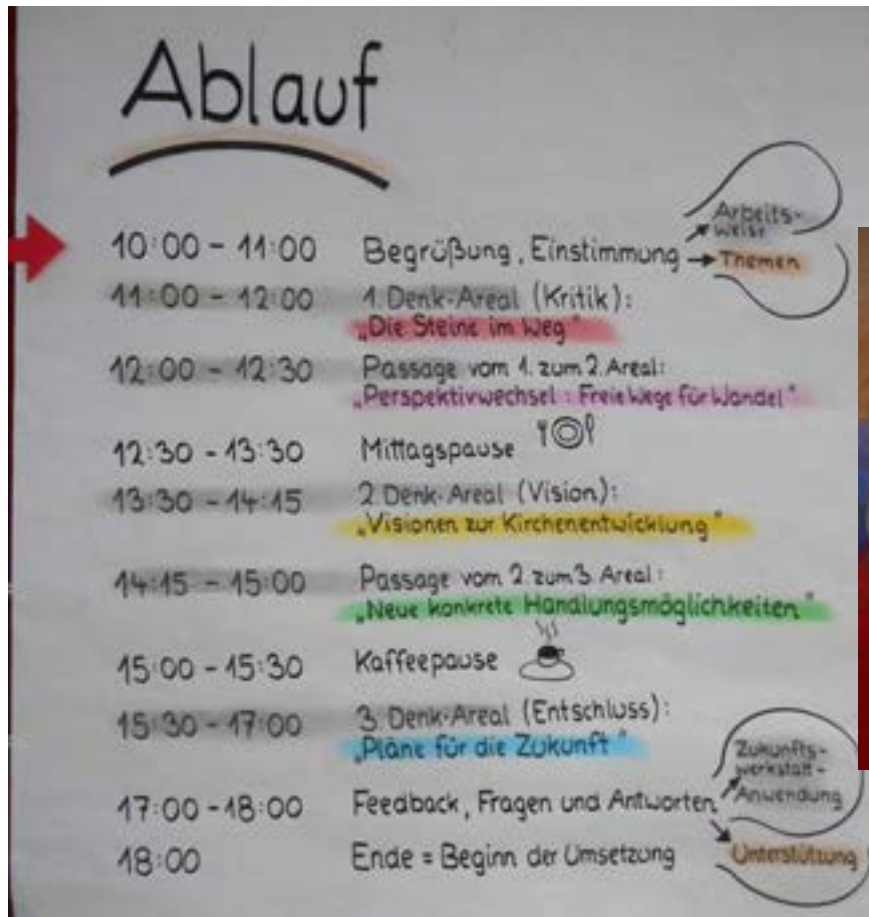 Ablauf
Arbeits-
weise
10:00 - 11:00 Begrüßung, Einstimmung → Themen
11:00 - 12:00 1. Denk-Areal (Kritik):
„Die Steine im Weg"
12:00 - 12:30 Passage vom 1. zum 2. Areal:
„Perspektivwechsel: Freie Wege für Wandel"
12:30 - 13:30 Mittagspause
13:30 - 14:15 2. Denk-Areal (Vision):
„Visionen zur Kirchenentwicklung"
14:15 - 15:00 Passage vom 2. zum 3. Areal:
„Neue konkrete Handlungsmöglichkeiten"
15:00 - 15:30 Kaffeepause
15:30 - 17:00 3. Denk-Areal (Entschluss):
„Pläne für die Zukunft"
Zukunfts-
werkstatt-
17:00 - 18:00 Feedback, Fragen und Antworten Anwendung
18:00 Ende = Beginn der Umsetzung Unterstützung